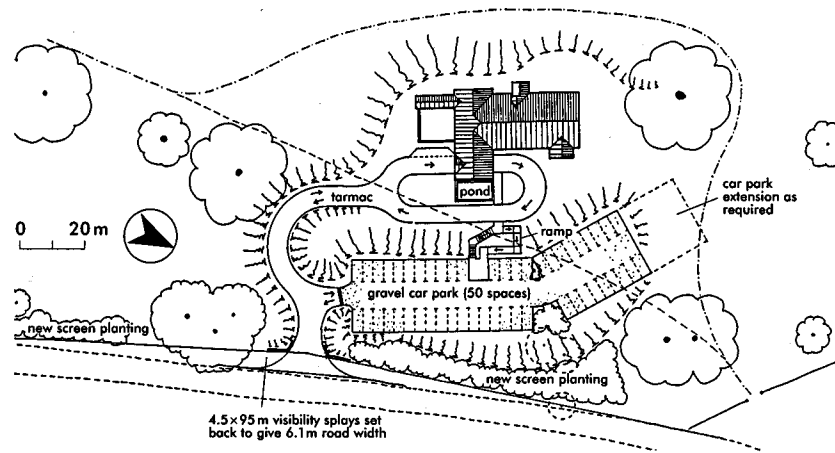 pond
tarmac
car park
extension as
required
0 20 m
ramp
gravel car park (50 spaces)
new screen planting
new screen planting
4.5×95 m visibility splays set
back to give 6.1m road width